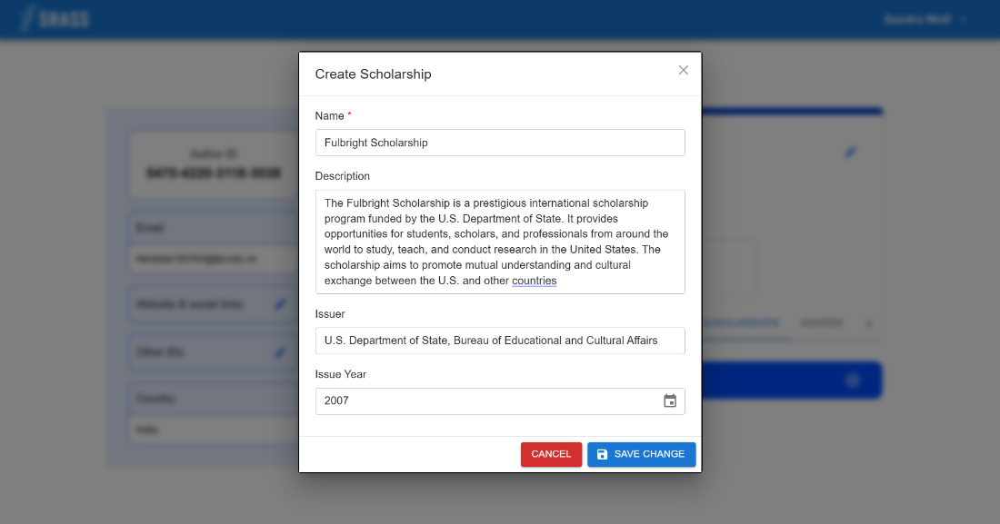 SRASS
Create Scholarship
Name *
Fulbright Scholarship
Description
The Fulbright Scholarship is a prestigious international scholarship
program funded by the U.S. Department of State. It provides
opportunities for students, scholars, and professionals from around the
world to study, teach, and conduct research in the United States. The
scholarship aims to promote mutual understanding and cultural
exchange between the U.S. and other countries
Issuer
U.S. Department of State, Bureau of Educational and Cultural Affairs
Issue Year
2007
CANCEL
SAVE CHANGE
Author ID
Email
Website & social links
Other IDs
Country
India
SCHOLARSHIPS
AWARDS